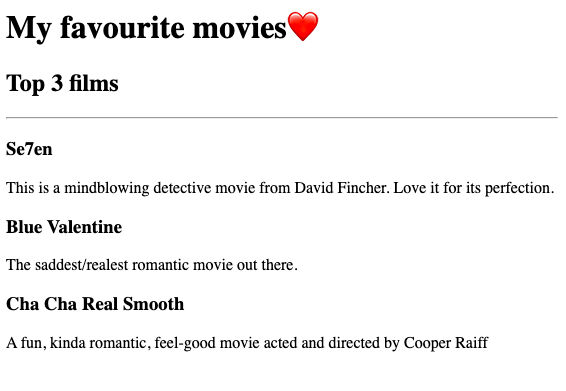 My favourite movies❤️
Top 3 films
Se7en
This is a mindblowing detective movie from David Fincher. Love it for its perfection.
Blue Valentine
The saddest/realest romantic movie out there.
Cha Cha Real Smooth
A fun, kinda romantic, feel-good movie acted and directed by Cooper Raiff